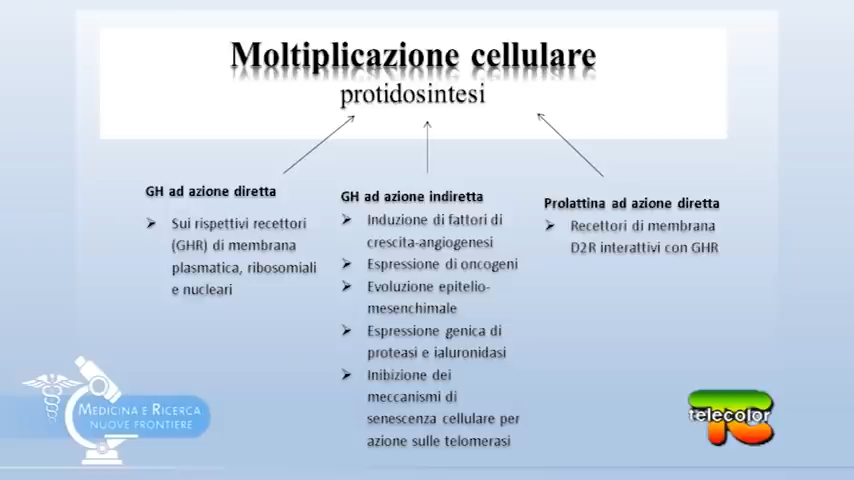 Moltiplicazione cellulare
protidosintesi
GH ad azione diretta
Sui rispettivi recettori
(GHR) di membrana
plasmatica, ribosomiali
e nucleari
GH ad azione indiretta
Induzione di fattori di
crescita-angiogenesi
Espressione di oncogeni
Evoluzione epitelio-
mesenchimale
Espressione genica di
proteasi e ialuronidasi
Inibizione dei
meccanismi di
senescenza cellulare per
azione sulle telomerasi
Prolattina ad azione diretta
Recettori di membrana
D2R interattivi con GHR
MEDICINA E RICERCA
NUOVE FRONTIERE
telecolor